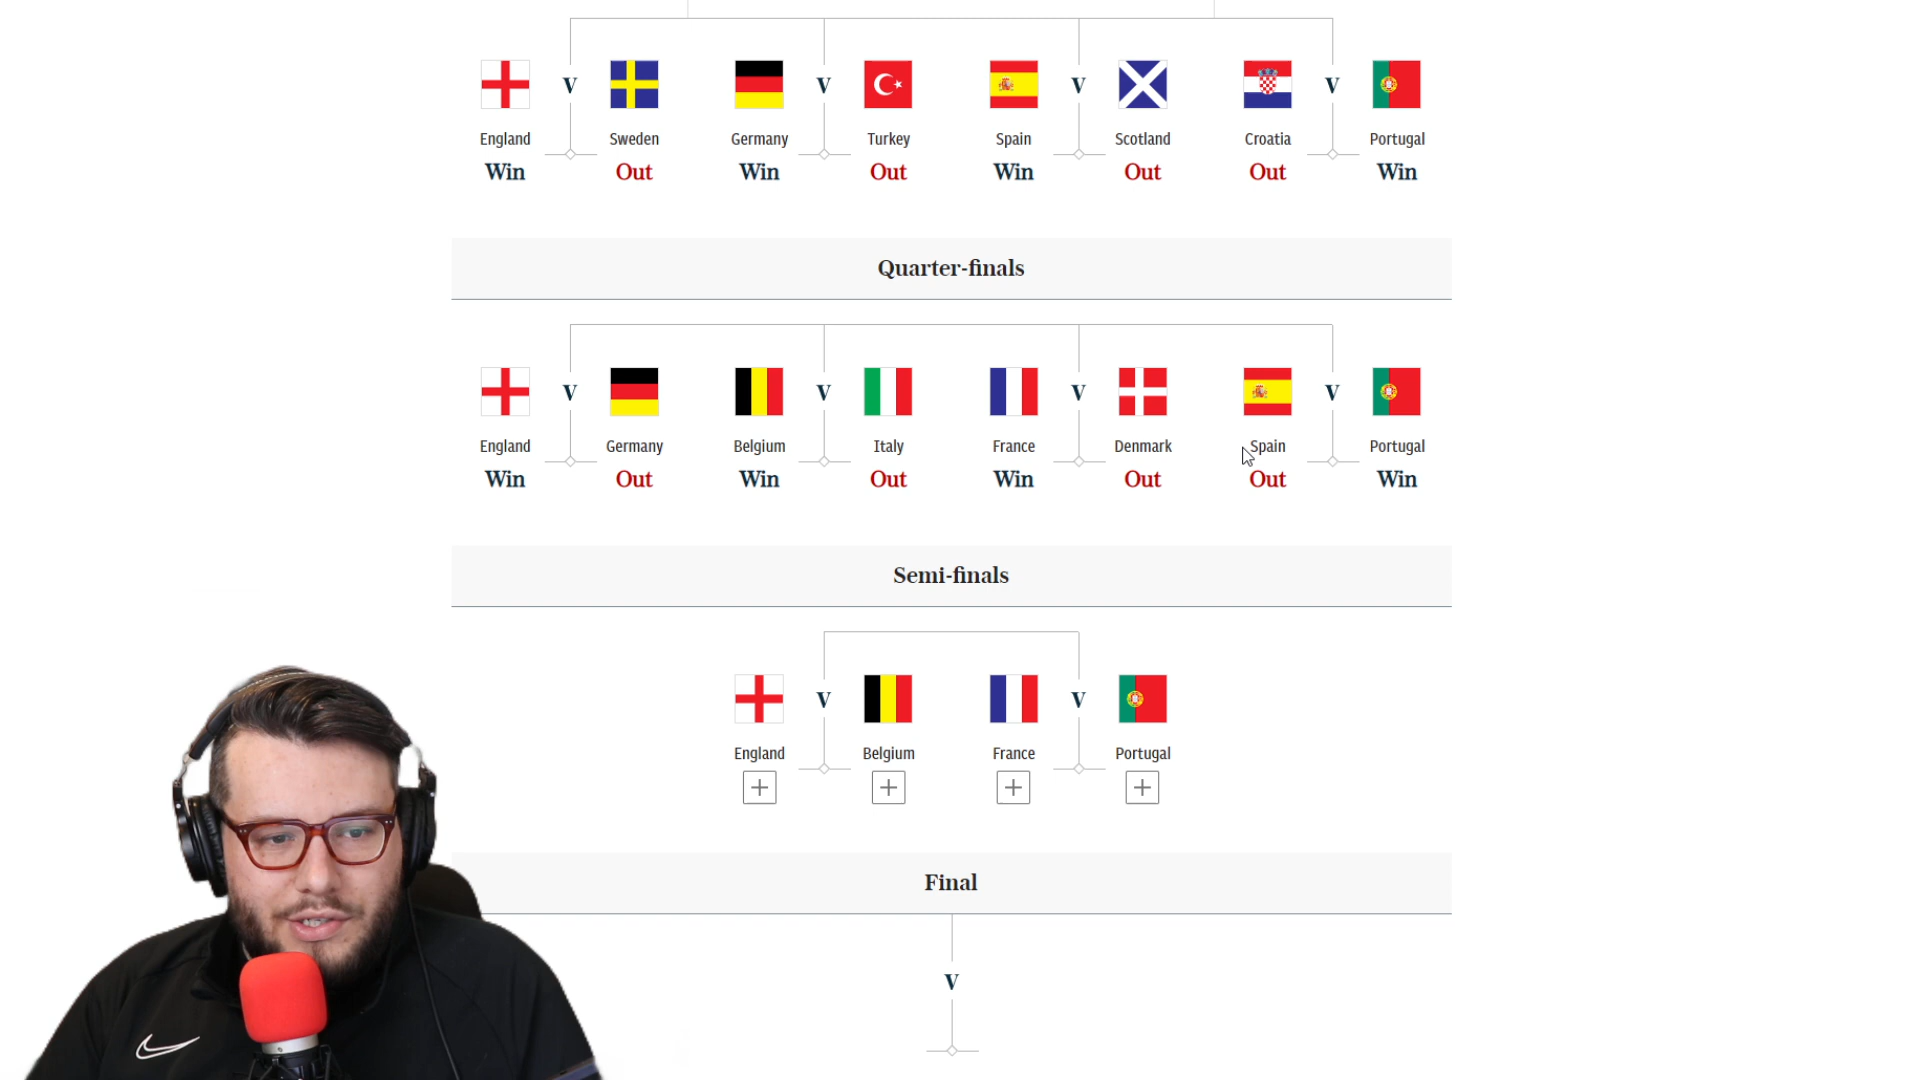 V V V V
England Sweden Germany Turkey Spain Scotland Croatia Portugal
Win Out Win Out Win Out Out Win
Quarter-finals
V V V V
England Germany Belgium Italy France Denmark Spain Portugal
Win Out Win Out Win Out Out Win
Semi-finals
V V
England Belgium France Portugal
Final
V